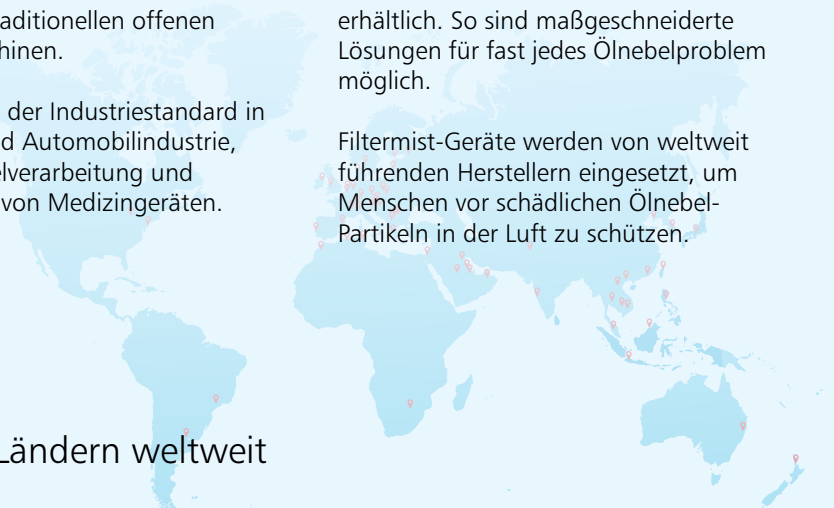 aditionellen offenen
hinen.
der Industriestandard in
d Automobilindustrie,
elverarbeitung und
von Medizingeräten.
Ländern weltweit
erhältlich. So sind maßgeschneiderte
Lösungen für fast jedes Ölnebelproblem
möglich.
Filtermist-Geräte werden von weltweit
führenden Herstellern eingesetzt, um
Menschen vor schädlichen Ölnebel-
Partikeln in der Luft zu schützen.